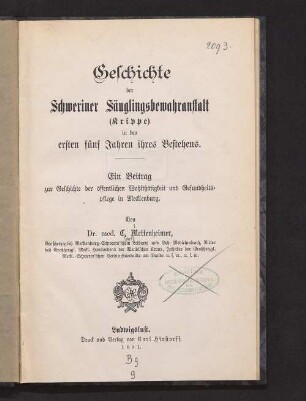 2093.
Geschichte
der
Schweriner Säuglingsbewahranstalt
(Krippe)
in den
ersten fünf Jahren ihres Bestehens.
Ein Beitrag
zur Geschichte der öffentlichen Wohlthätigkeit und Gesundheits-
pflege in Mecklenburg.
Von
Dr. med. C. Mettenheimer,
Ludwigslust.
Druck und Verlag von Carl Hinstorff.
1881.
Bg
9